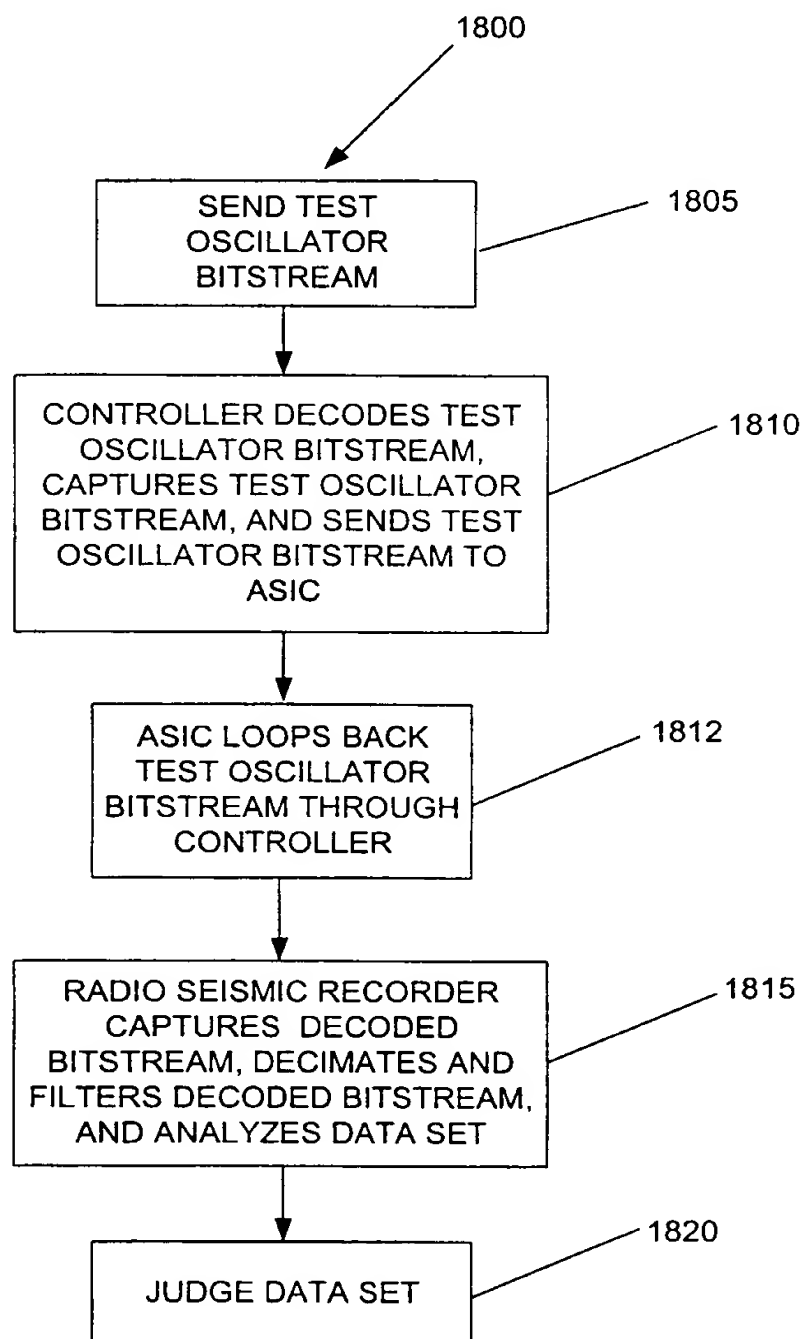 1800
SEND TEST
OSCILLATOR
BITSTREAM
1805
CONTROLLER DECODES TEST
OSCILLATOR BITSTREAM,
CAPTURES TEST OSCILLATOR
BITSTREAM, AND SENDS TEST
OSCILLATOR BITSTREAM TO
ASIC
1810
ASIC LOOPS BACK
TEST OSCILLATOR
BITSTREAM THROUGH
CONTROLLER
1812
RADIO SEISMIC RECORDER
CAPTURES DECODED
BITSTREAM, DECIMATES AND
FILTERS DECODED BITSTREAM,
AND ANALYZES DATA SET
1815
JUDGE DATA SET
1820